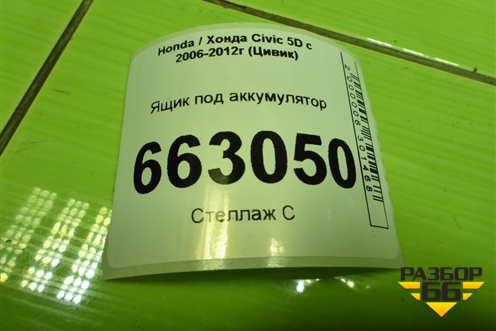 Honda / Хонда Civic 5D с
2006-2012г (Цивик)
Ящик под аккумулятор
663050
Стеллаж С
РАЗБОР
66